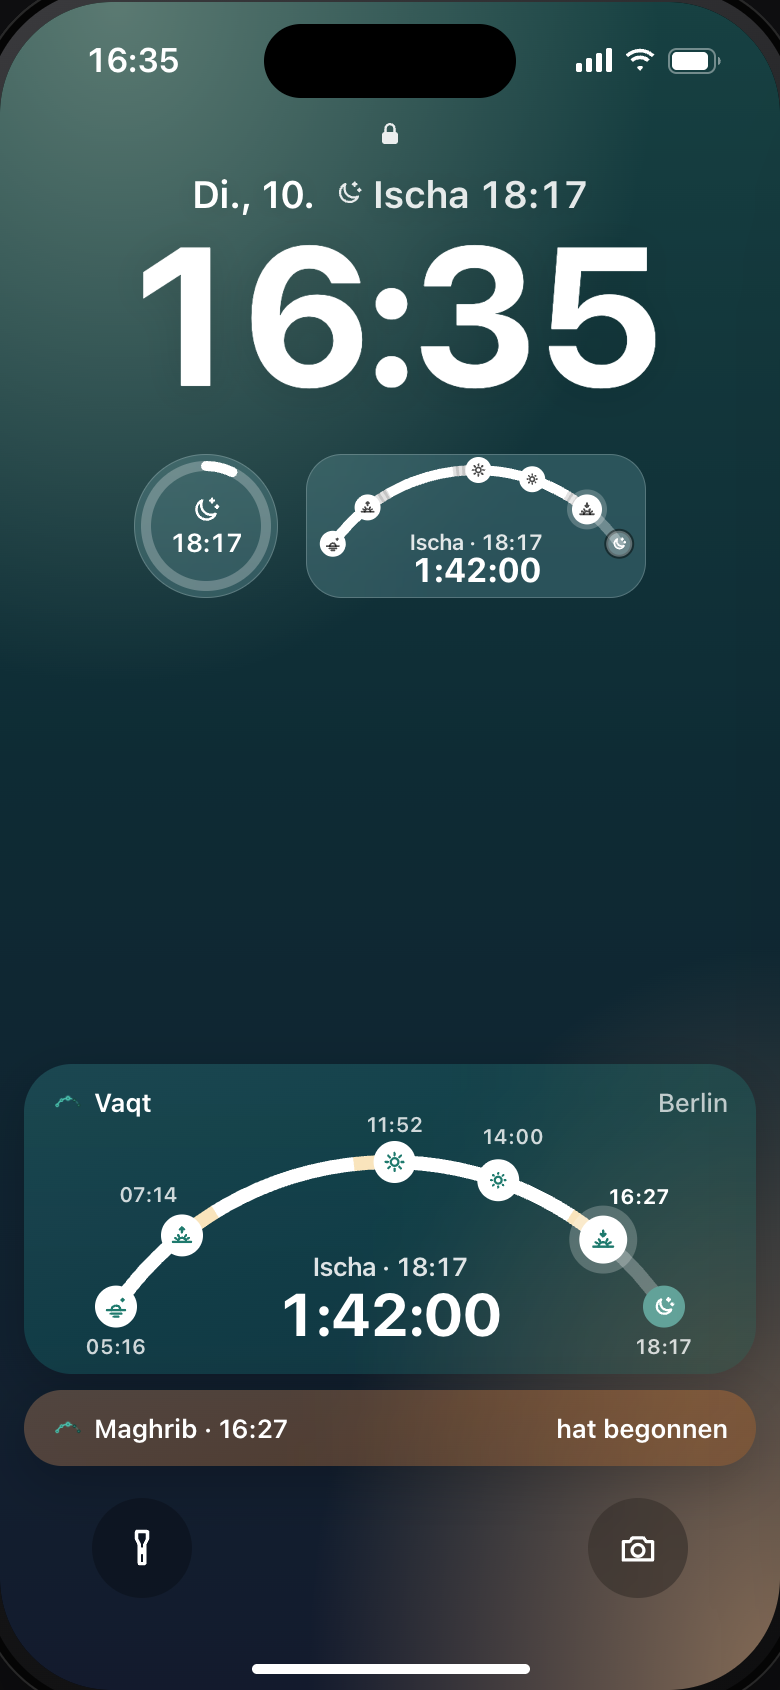 16:35
Di., 10. Ischa 18:17
16:35
18:17
Ischa · 18:17
1:42:00
Vaqt
Berlin
11:52
14:00
07:14
16:27
Ischa · 18:17
1:42:00
05:16
18:17
Maghrib · 16:27
hat begonnen